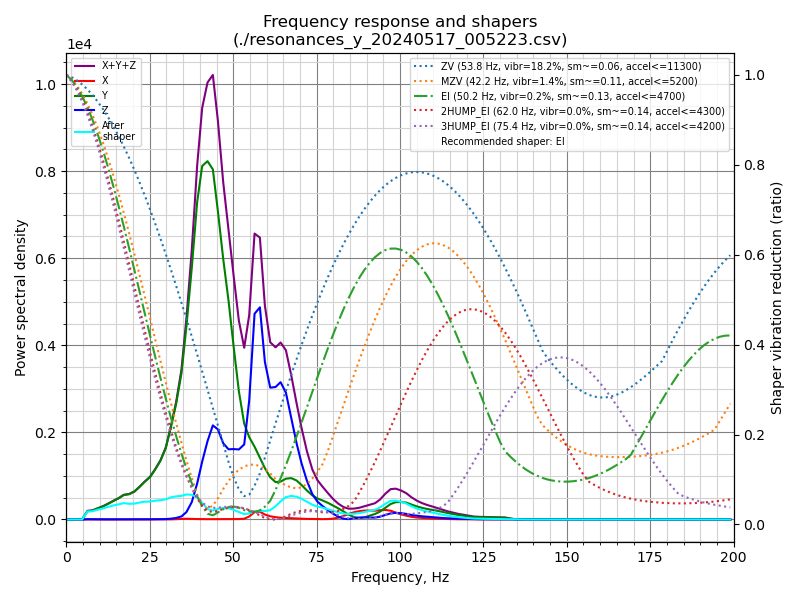 Frequency response and shapers
(./resonances_y_20240517_005223.csv)
1e4
X+Y+Z
X
Y
Z
After
shaper
ZV (53.8 Hz, vibr=18.2%, sm~=0.06, accel<=11300)
MZV (42.2 Hz, vibr=1.4%, sm~=0.11, accel<=5200)
EI (50.2 Hz, vibr=0.2%, sm~=0.13, accel<=4700)
2HUMP_EI (62.0 Hz, vibr=0.0%, sm~=0.14, accel<=4300)
3HUMP_EI (75.4 Hz, vibr=0.0%, sm~=0.14, accel<=4200)
Recommended shaper: EI
Power spectral density
1.0
0.8
0.6
0.4
0.2
0.0
1.0
0.8
0.6
0.4
0.2
0.0
Shaper vibration reduction (ratio)
0 25 50 75 100 125 150 175 200
Frequency, Hz